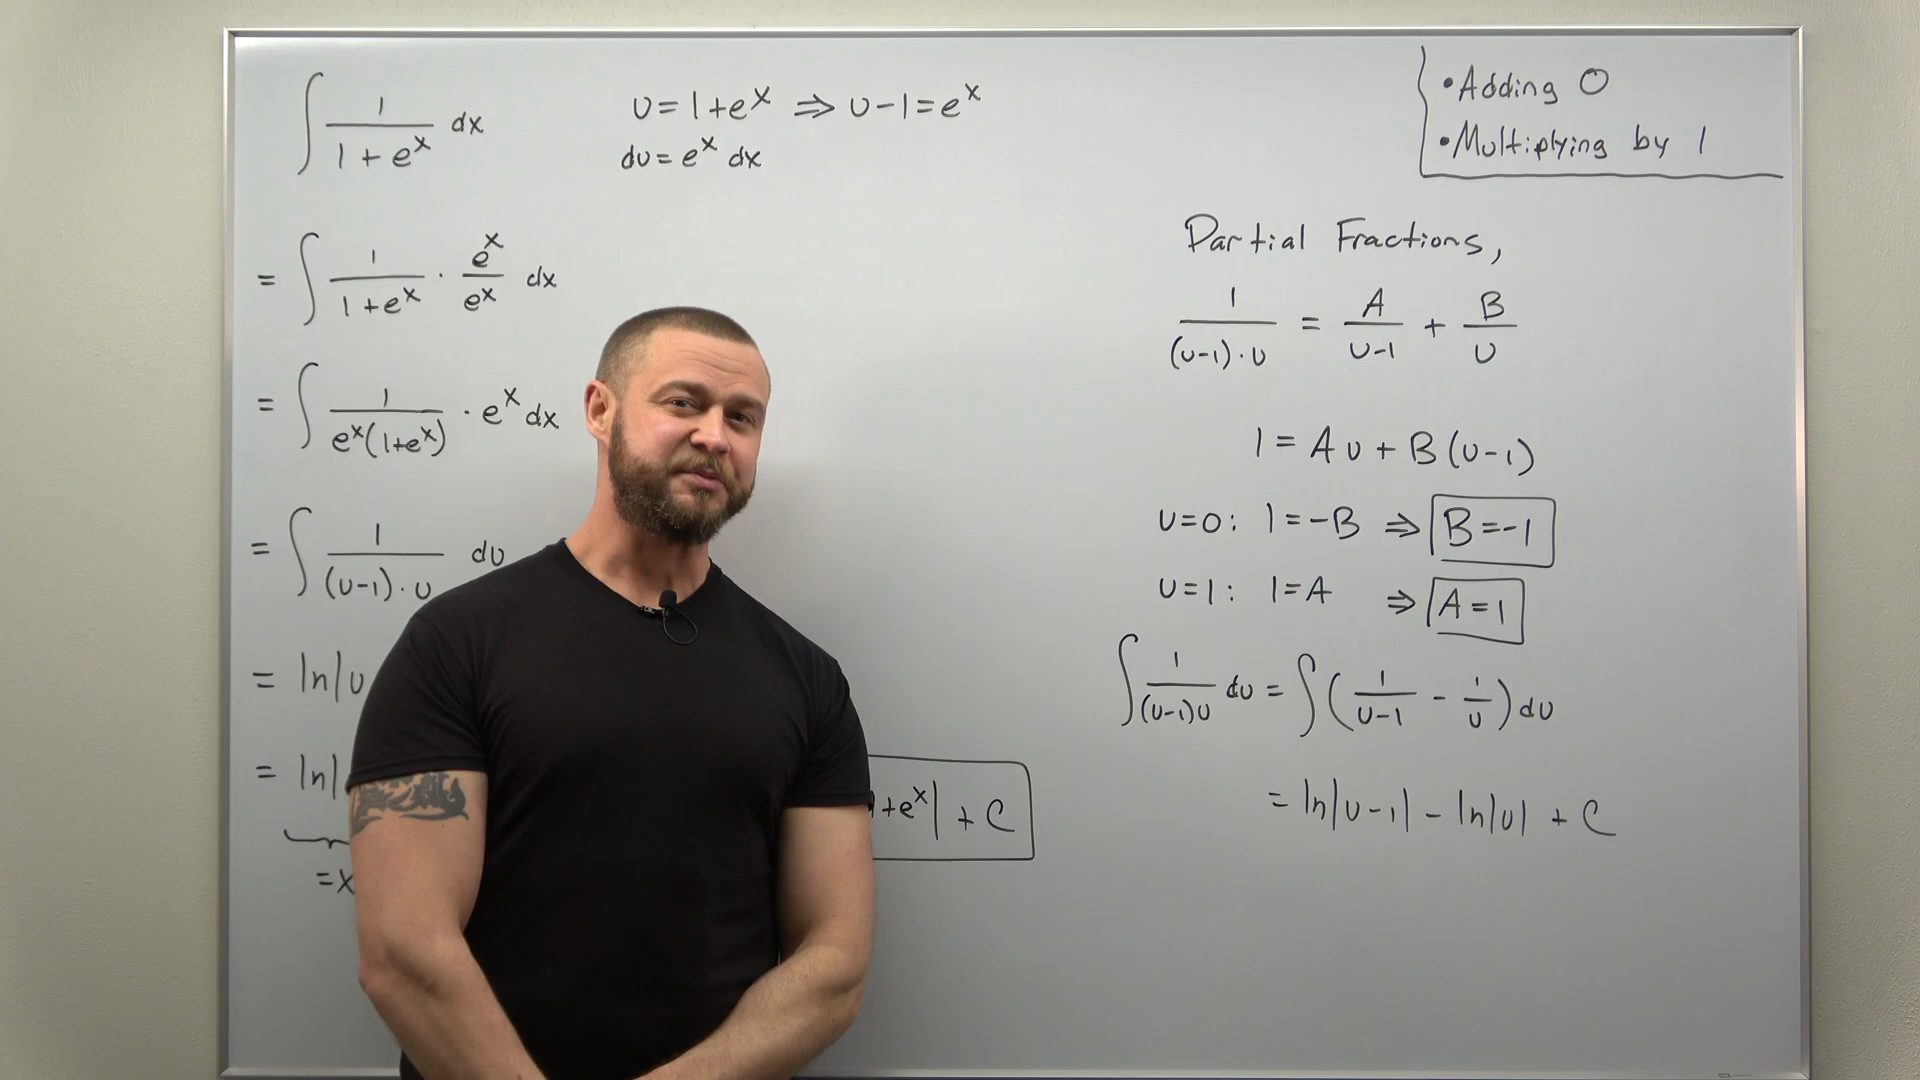 ∫ 1/(1 + e^x) dx
u = 1 + e^x ⇒ u - 1 = e^x
du = e^x dx
= ∫ 1/(1 + e^x) · e^x/e^x dx
= ∫ 1/(e^x(1+e^x)) · e^x dx
= ∫ 1/((u-1)·u) du
= ln|u
= ln|
+e^x| + C
=x
• Adding 0
• Multiplying by 1
Partial Fractions,
1/((u-1)·u) = A/(u-1) + B/u
1 = Au + B(u-1)
u=0: 1=-B ⇒ B=-1
u=1: 1=A ⇒ A=1
∫ 1/((u-1)u) du = ∫ (1/(u-1) - 1/u) du
= ln|u-1| - ln|u| + C